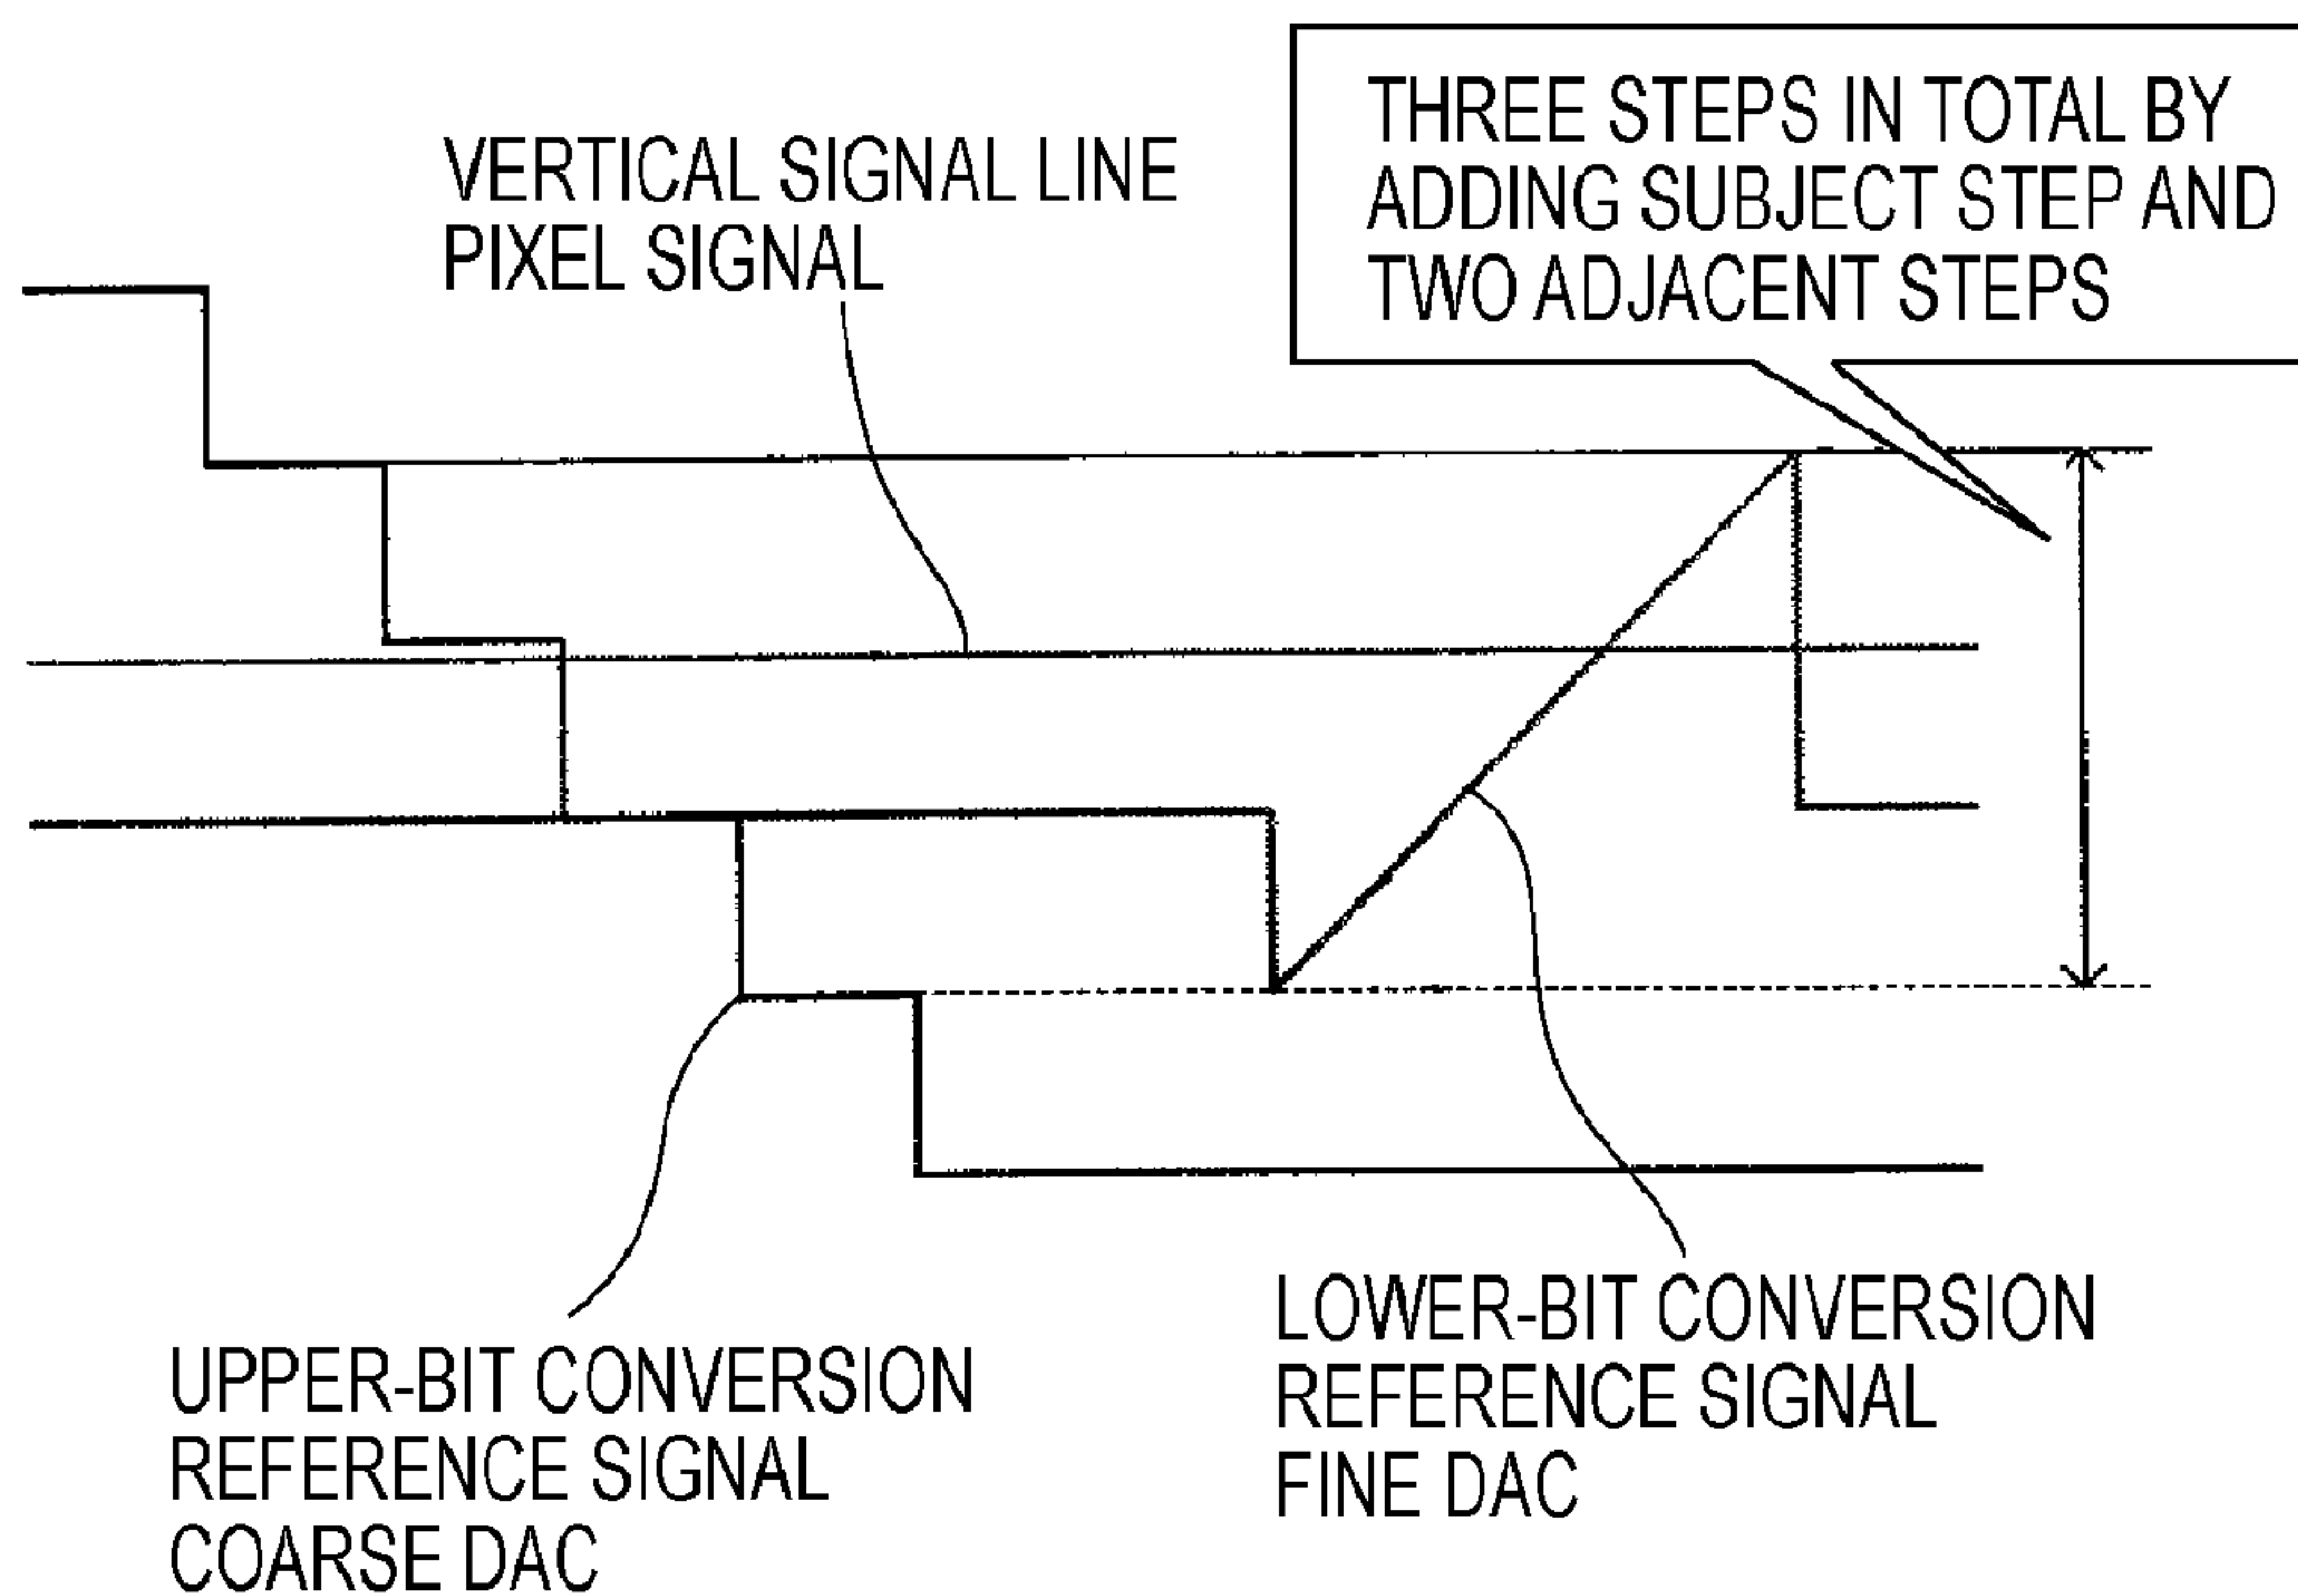 THREE STEPS IN TOTAL BY
ADDING SUBJECT STEP AND
TWO ADJACENT STEPS
VERTICAL SIGNAL LINE
PIXEL SIGNAL
LOWER-BIT CONVERSION
REFERENCE SIGNAL
FINE DAC
UPPER-BIT CONVERSION
REFERENCE SIGNAL
COARSE DAC